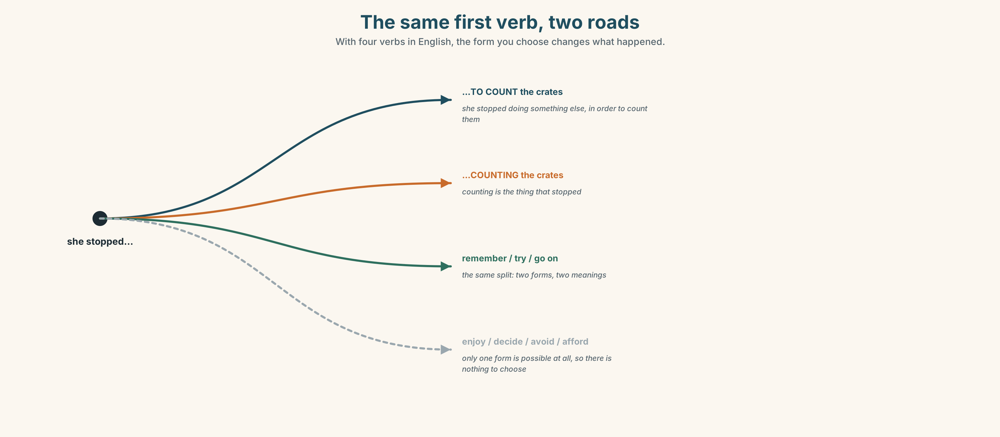 The same first verb, two roads
With four verbs in English, the form you choose changes what happened.
...TO COUNT the crates
she stopped doing something else, in order to count
them
...COUNTING the crates
counting is the thing that stopped
she stopped...
remember / try / go on
the same split: two forms, two meanings
enjoy / decide / avoid / afford
only one form is possible at all, so there is
nothing to choose